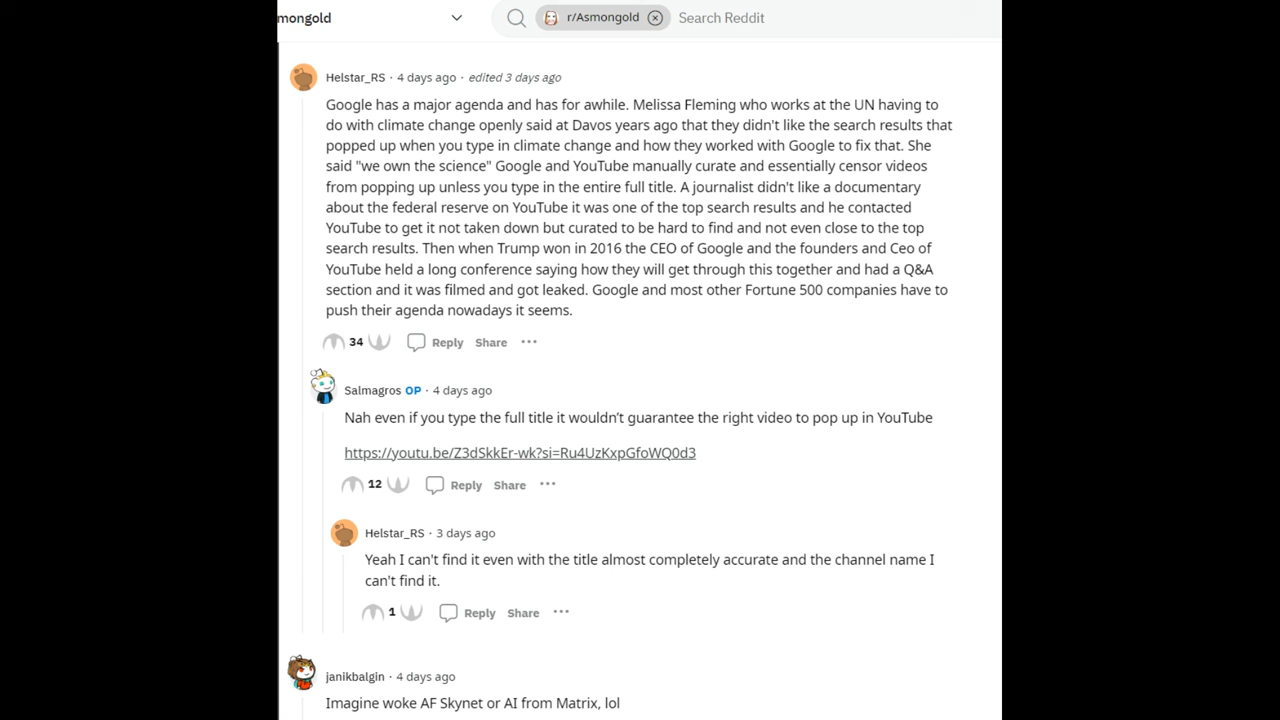 mongold
r/Asmongold
Search Reddit
Helstar_RS · 4 days ago · edited 3 days ago
Google has a major agenda and has for awhile. Melissa Fleming who works at the UN having to
do with climate change openly said at Davos years ago that they didn't like the search results that
popped up when you type in climate change and how they worked with Google to fix that. She
said "we own the science" Google and YouTube manually curate and essentially censor videos
from popping up unless you type in the entire full title. A journalist didn't like a documentary
about the federal reserve on YouTube it was one of the top search results and he contacted
YouTube to get it not taken down but curated to be hard to find and not even close to the top
search results. Then when Trump won in 2016 the CEO of Google and the founders and Ceo of
YouTube held a long conference saying how they will get through this together and had a Q&A
section and it was filmed and got leaked. Google and most other Fortune 500 companies have to
push their agenda nowadays it seems.
34 Reply Share ···
Salmagros OP · 4 days ago
Nah even if you type the full title it wouldn’t guarantee the right video to pop up in YouTube
https://youtu.be/Z3dSkkEr-wk?si=Ru4UzKxpGfoWQ0d3
12 Reply Share ···
Helstar_RS · 3 days ago
Yeah I can't find it even with the title almost completely accurate and the channel name I
can't find it.
1 Reply Share ···
janikbalgin · 4 days ago
Imagine woke AF Skynet or AI from Matrix, lol